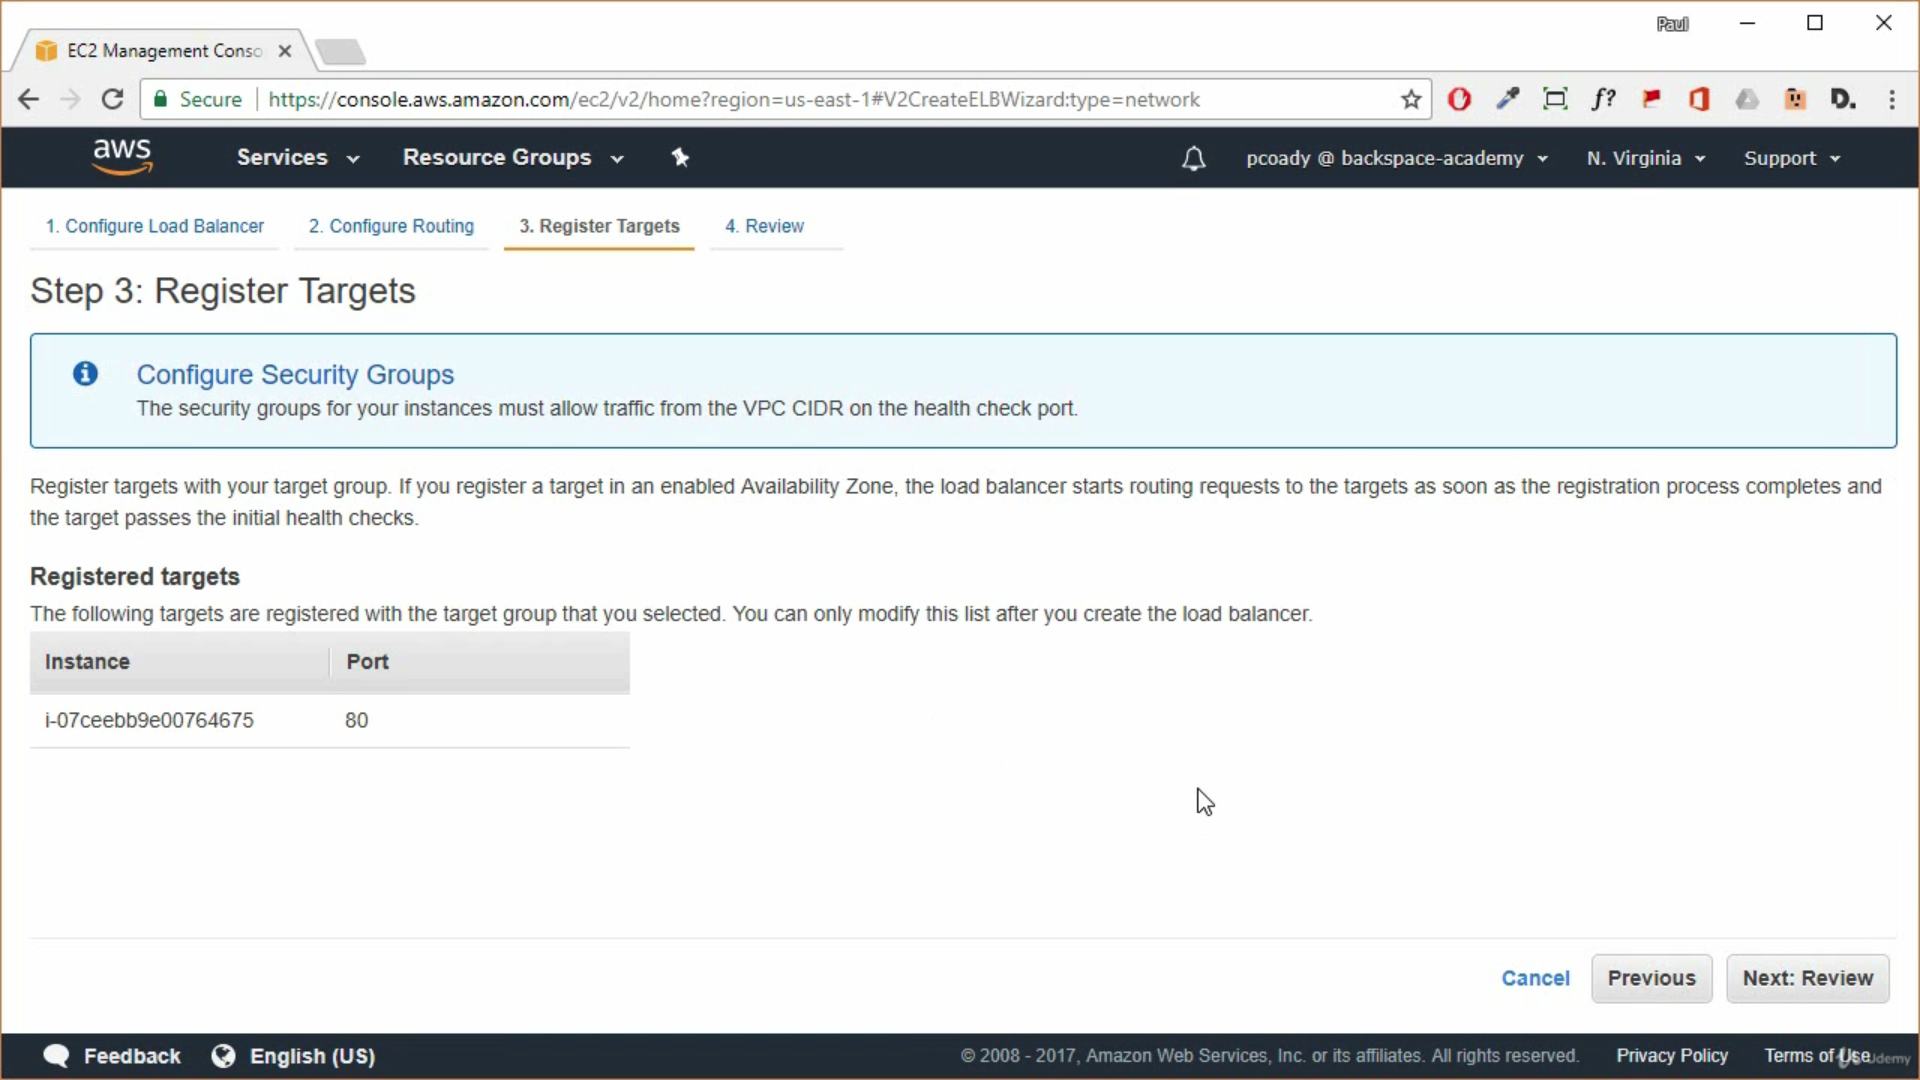 Paul
EC2 Management Conso
Secure https://console.aws.amazon.com/ec2/v2/home?region=us-east-1#V2CreateELBWizard:type=network
f?
D.
aws Services Resource Groups pcoady @ backspace-academy N. Virginia Support
1. Configure Load Balancer 2. Configure Routing 3. Register Targets 4. Review
Step 3: Register Targets
Configure Security Groups
The security groups for your instances must allow traffic from the VPC CIDR on the health check port.
Register targets with your target group. If you register a target in an enabled Availability Zone, the load balancer starts routing requests to the targets as soon as the registration process completes and
the target passes the initial health checks.
Registered targets
The following targets are registered with the target group that you selected. You can only modify this list after you create the load balancer.
Instance Port
i-07ceebb9e00764675 80
Cancel Previous Next: Review
Feedback English (US) © 2008 - 2017, Amazon Web Services, Inc. or its affiliates. All rights reserved. Privacy Policy Terms of Use
Udemy